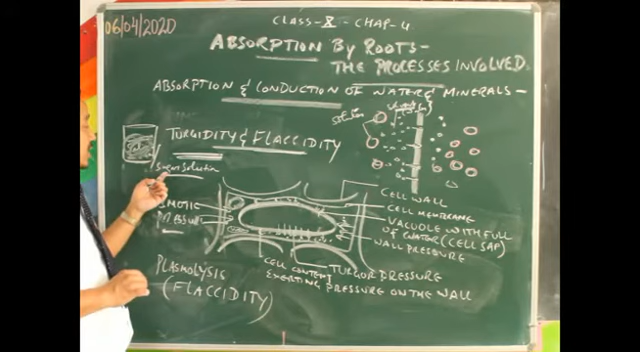 06/04/2020
CLASS-X - CHAP-4
ABSORPTION By ROOTS-
THE PROCESSES INVOLVED.
ABSORPTION & CONDUCTION OF WATER & MINERALS-
TURGIDITY & FLACCIDITY
Sugar solution
CELL WALL
CELL MEMBRANE
VACUOLE WITH FULL
OF WATER (CELL SAP)
WALL PRESSURE
CELL CONTENT
EXERTING PRESSURE ON THE WALL
TURGOR PRESSURE
PLASMOLYSIS
(FLACCIDITY)